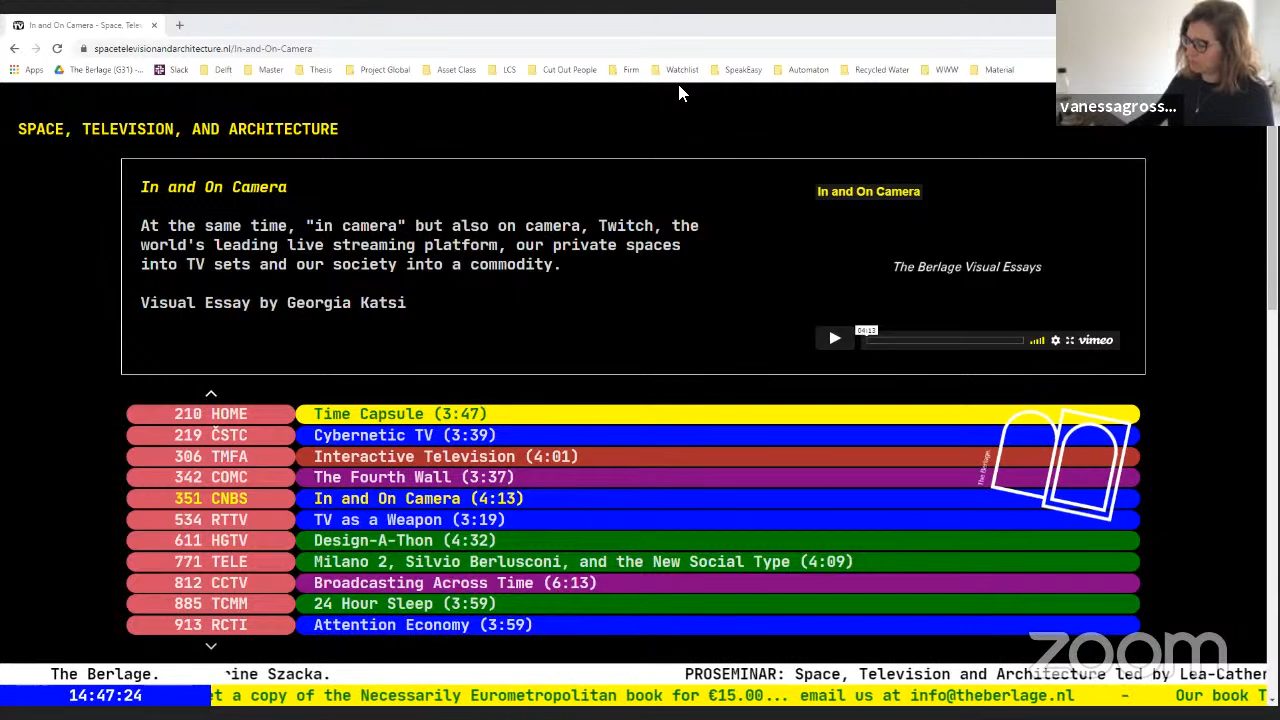 In and On Camera - Space, Telev
spacetelevisionandarchitecture.nl/In-and-On-Camera
Apps The Berlage (G31) -... Slack Delft Master Thesis Project Global Asset Class LCS Cut Out People Firm Watchlist SpeakEasy Automaton Recycled Water WWW Material
vanessagross...
SPACE, TELEVISION, AND ARCHITECTURE
In and On Camera
At the same time, "in camera" but also on camera, Twitch, the
world's leading live streaming platform, our private spaces
into TV sets and our society into a commodity.
Visual Essay by Georgia Katsi
In and On Camera
The Berlage Visual Essays
04:13
vimeo
210 HOME Time Capsule (3:47)
219 ČSTC Cybernetic TV (3:39)
306 TMFA Interactive Television (4:01)
342 COMC The Fourth Wall (3:37)
351 CNBS In and On Camera (4:13)
534 RTTV TV as a Weapon (3:19)
611 HGTV Design-A-Thon (4:32)
771 TELE Milano 2, Silvio Berlusconi, and the New Social Type (4:09)
812 CCTV Broadcasting Across Time (6:13)
885 TCMM 24 Hour Sleep (3:59)
913 RCTI Attention Economy (3:59)
The Berlage
zoom
The Berlage. rine Szacka. PROSEMINAR: Space, Television and Architecture led by Lea-Cather
14:47:24 et a copy of the Necessarily Eurometropolitan book for €15.00... email us at info@theberlage.nl - Our book T